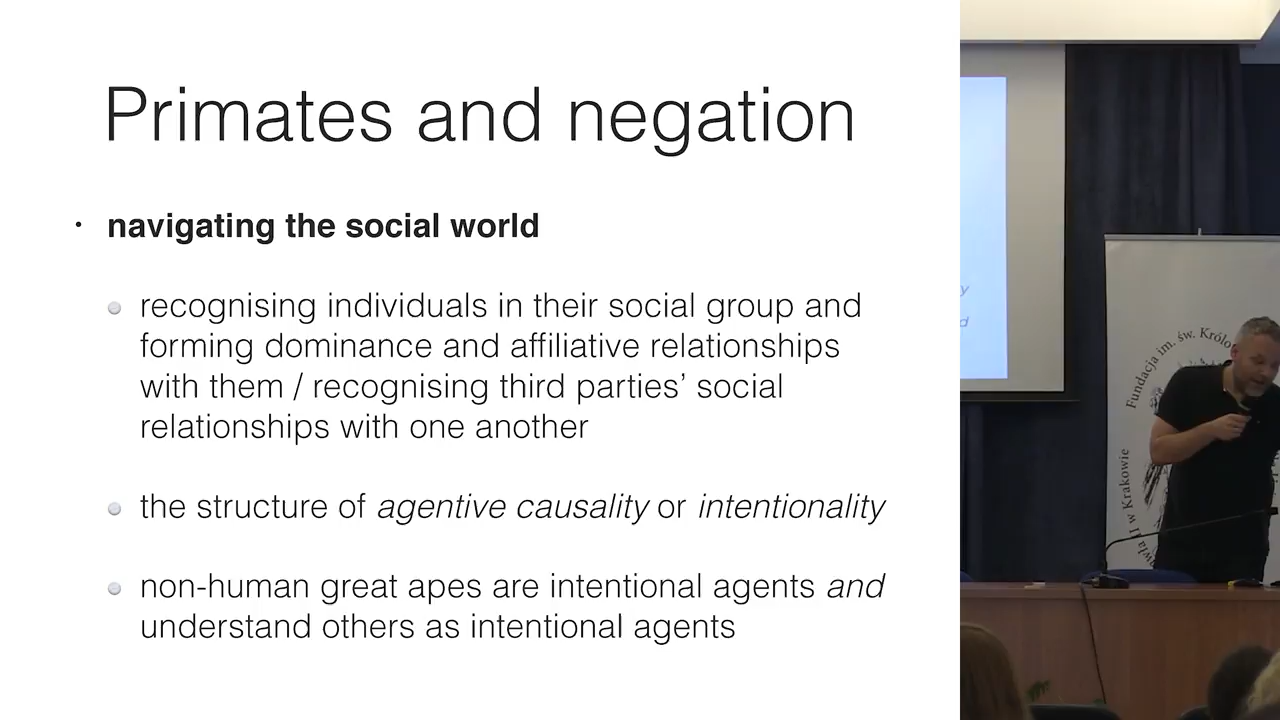 Primates and negation
• navigating the social world
recognising individuals in their social group and
forming dominance and affiliative relationships
with them / recognising third parties’ social
relationships with one another
the structure of agentive causality or intentionality
non-human great apes are intentional agents and
understand others as intentional agents
y
d
Fundacja im. św. Królo
wła I w Krakowie